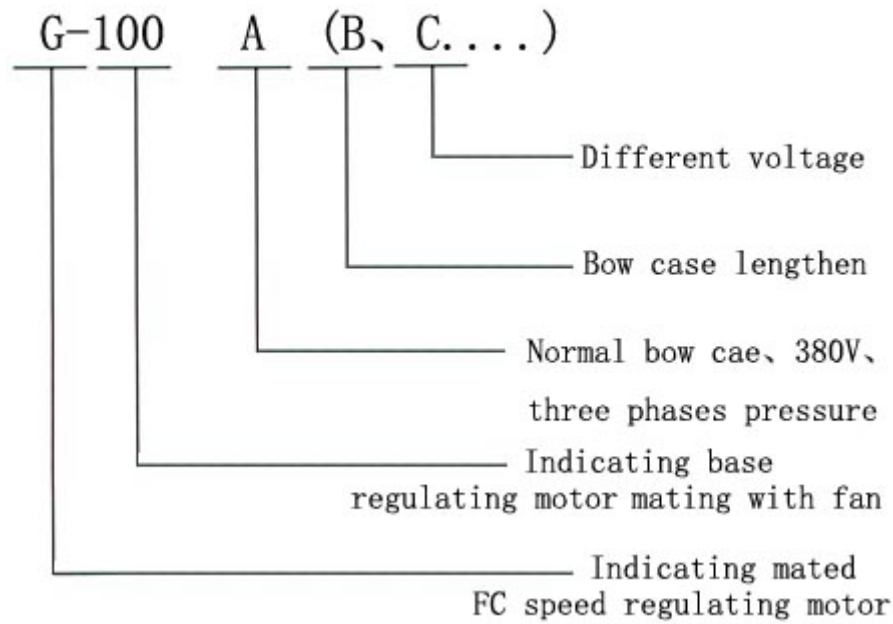 G-100 A (B、C....)
Different voltage
Bow case lengthen
Normal bow cae、380V、
three phases pressure
Indicating base
regulating motor mating with fan
Indicating mated
FC speed regulating motor